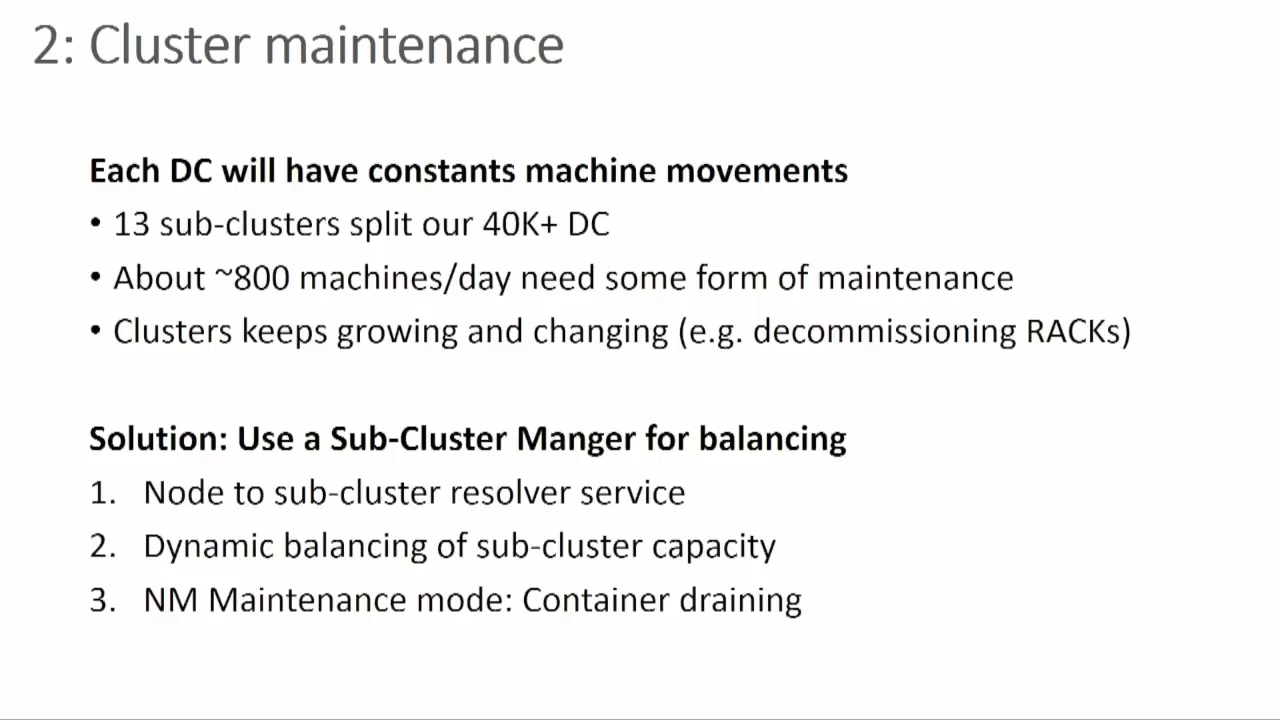 2: Cluster maintenance
Each DC will have constants machine movements
• 13 sub-clusters split our 40K+ DC
• About ~800 machines/day need some form of maintenance
• Clusters keeps growing and changing (e.g. decommissioning RACKs)
Solution: Use a Sub-Cluster Manger for balancing
1. Node to sub-cluster resolver service
2. Dynamic balancing of sub-cluster capacity
3. NM Maintenance mode: Container draining